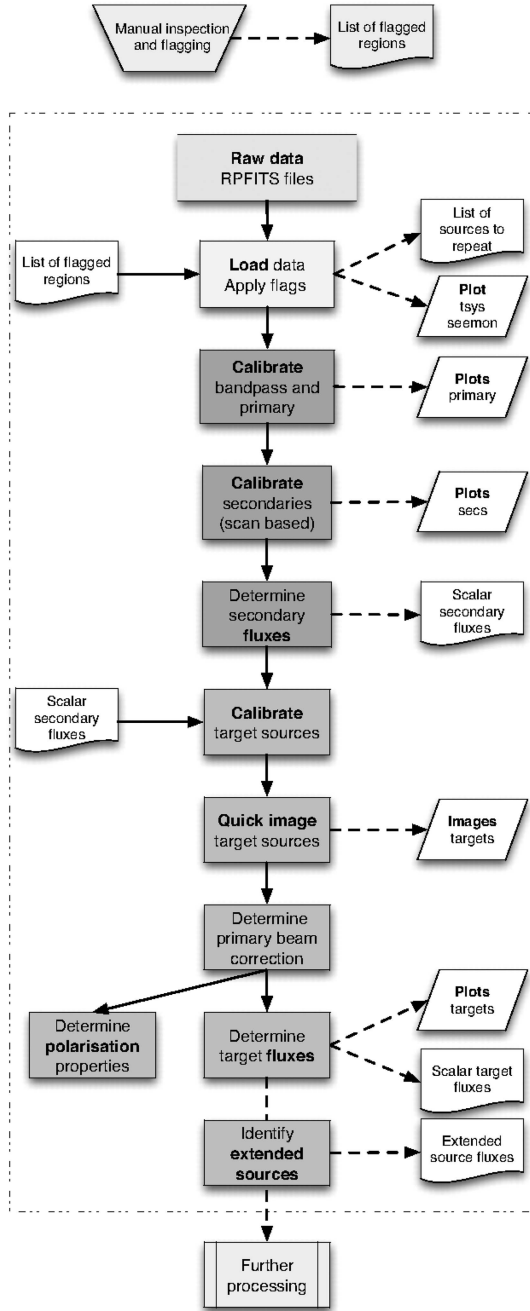 Manual inspection
and flagging
List of flagged
regions
Raw data
RPFITS files
List of
sources to
repeat
List of flagged
regions
Load data
Apply flags
Plot
tsys
seemon
Calibrate
bandpass and
primary
Plots
primary
Calibrate
secondaries
(scan based)
Plots
secs
Determine
secondary
fluxes
Scalar
secondary
fluxes
Scalar
secondary
fluxes
Calibrate
target sources
Quick image
target sources
Images
targets
Determine
primary beam
correction
Determine
polarisation
properties
Determine
target fluxes
Plots
targets
Scalar target
fluxes
Identify
extended
sources
Extended
source fluxes
Further
processing